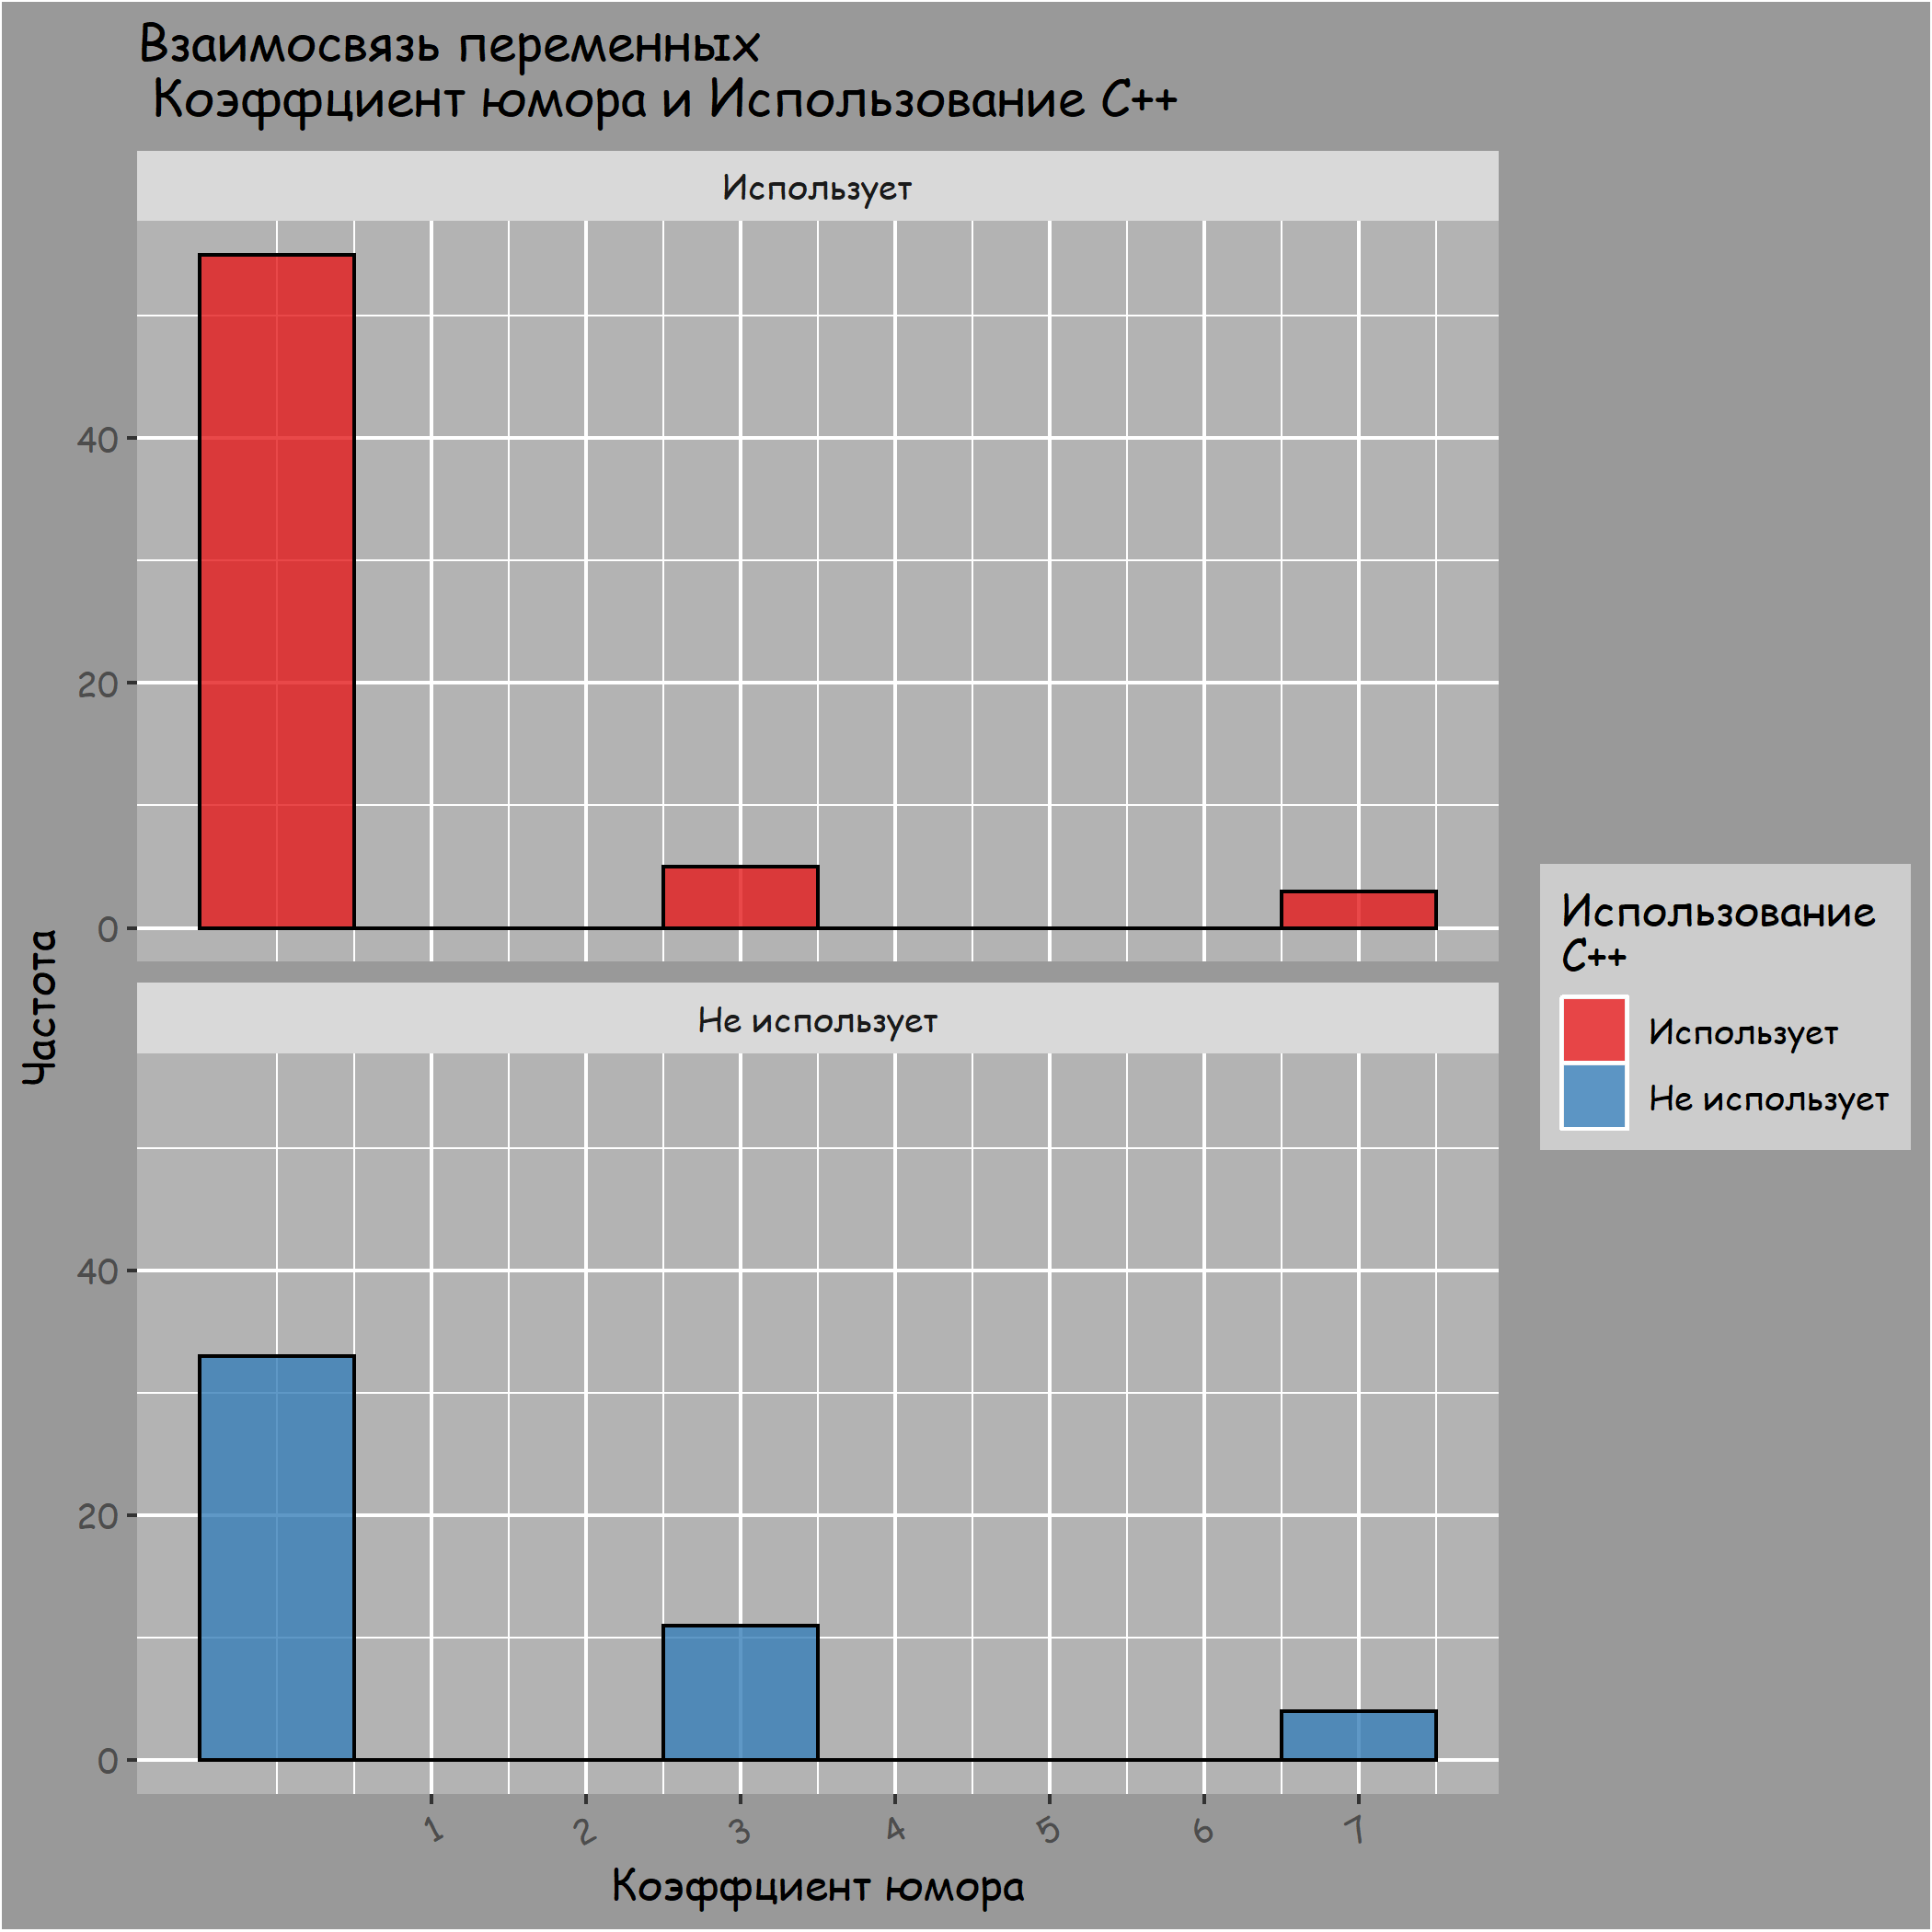 Взаимосвязь переменных
Коэффциент юмора и Использование C++
Использует
40
20
0
Не использует
40
20
0
1 2 3 4 5 6 7
Коэффциент юмора
Частота
Использование
C++
Использует
Не использует